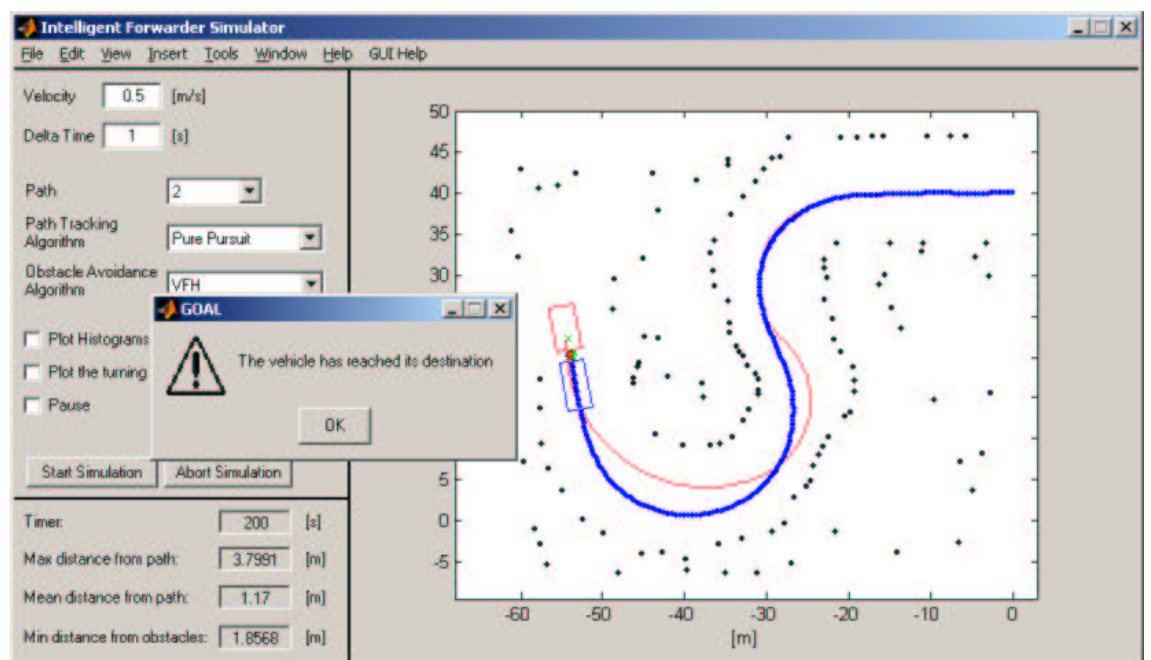 Intelligent Forwarder Simulator
File Edit View Insert Tools Window Help GUI Help
Velocity 0.5 [m/s]
Delta Time 1 [s]
Path 2
Path Tracking
Algorithm Pure Pursuit
Obstacle Avoidance
Algorithm VFH
GOAL
The vehicle has reached its destination
OK
Plot Histograms
Plot the turning
Pause
Start Simulation Abort Simulation
Timer: 200 [s]
Max distance from path: 3.7991 [m]
Mean distance from path: 1.17 [m]
Min distance from obstacles: 1.8568 [m]
50
45
40
35
30
5
0
-5
-60 -50 -40 -30 -20 -10 0
[m]